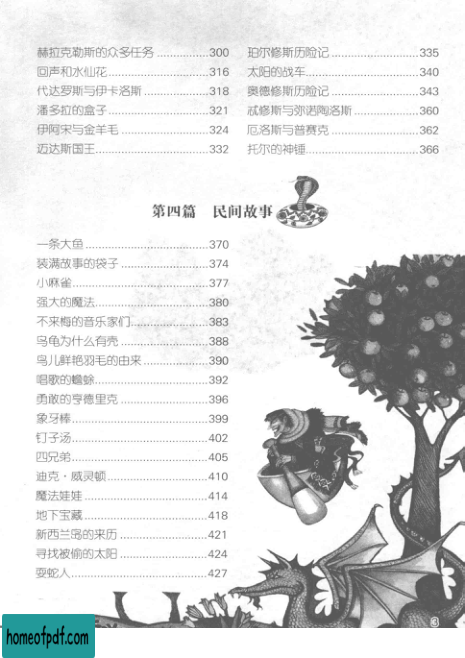 赫拉克勒斯的众多任务 ................300
回声和水仙花................................316
代达罗斯与伊卡洛斯 ....................318
潘多拉的盒子................................321
伊阿宋与金羊毛 ............................324
迈达斯国王....................................332
珀尔修斯历险记............................335
太阳的战车....................................340
奥德修斯历险记............................343
忒修斯与弥诺陶洛斯 ....................360
厄洛斯与普赛克............................362
托尔的神锤....................................366
第四篇 民间故事
一条大鱼........................................370
装满故事的袋子 ............................374
小麻雀............................................377
强大的魔法....................................380
不来梅的音乐家们........................383
乌龟为什么有壳 ............................388
鸟儿鲜艳羽毛的由来 ....................390
唱歌的蟾蜍....................................392
勇敢的亨德里克 ............................396
象牙棒............................................399
钉子汤............................................402
四兄弟............................................405
迪克·威灵顿..................................410
魔法娃娃........................................414
地下宝藏........................................418
新西兰岛的来历 ............................421
寻找被偷的太阳 ............................424
耍蛇人............................................427
③
homeofpdf.com